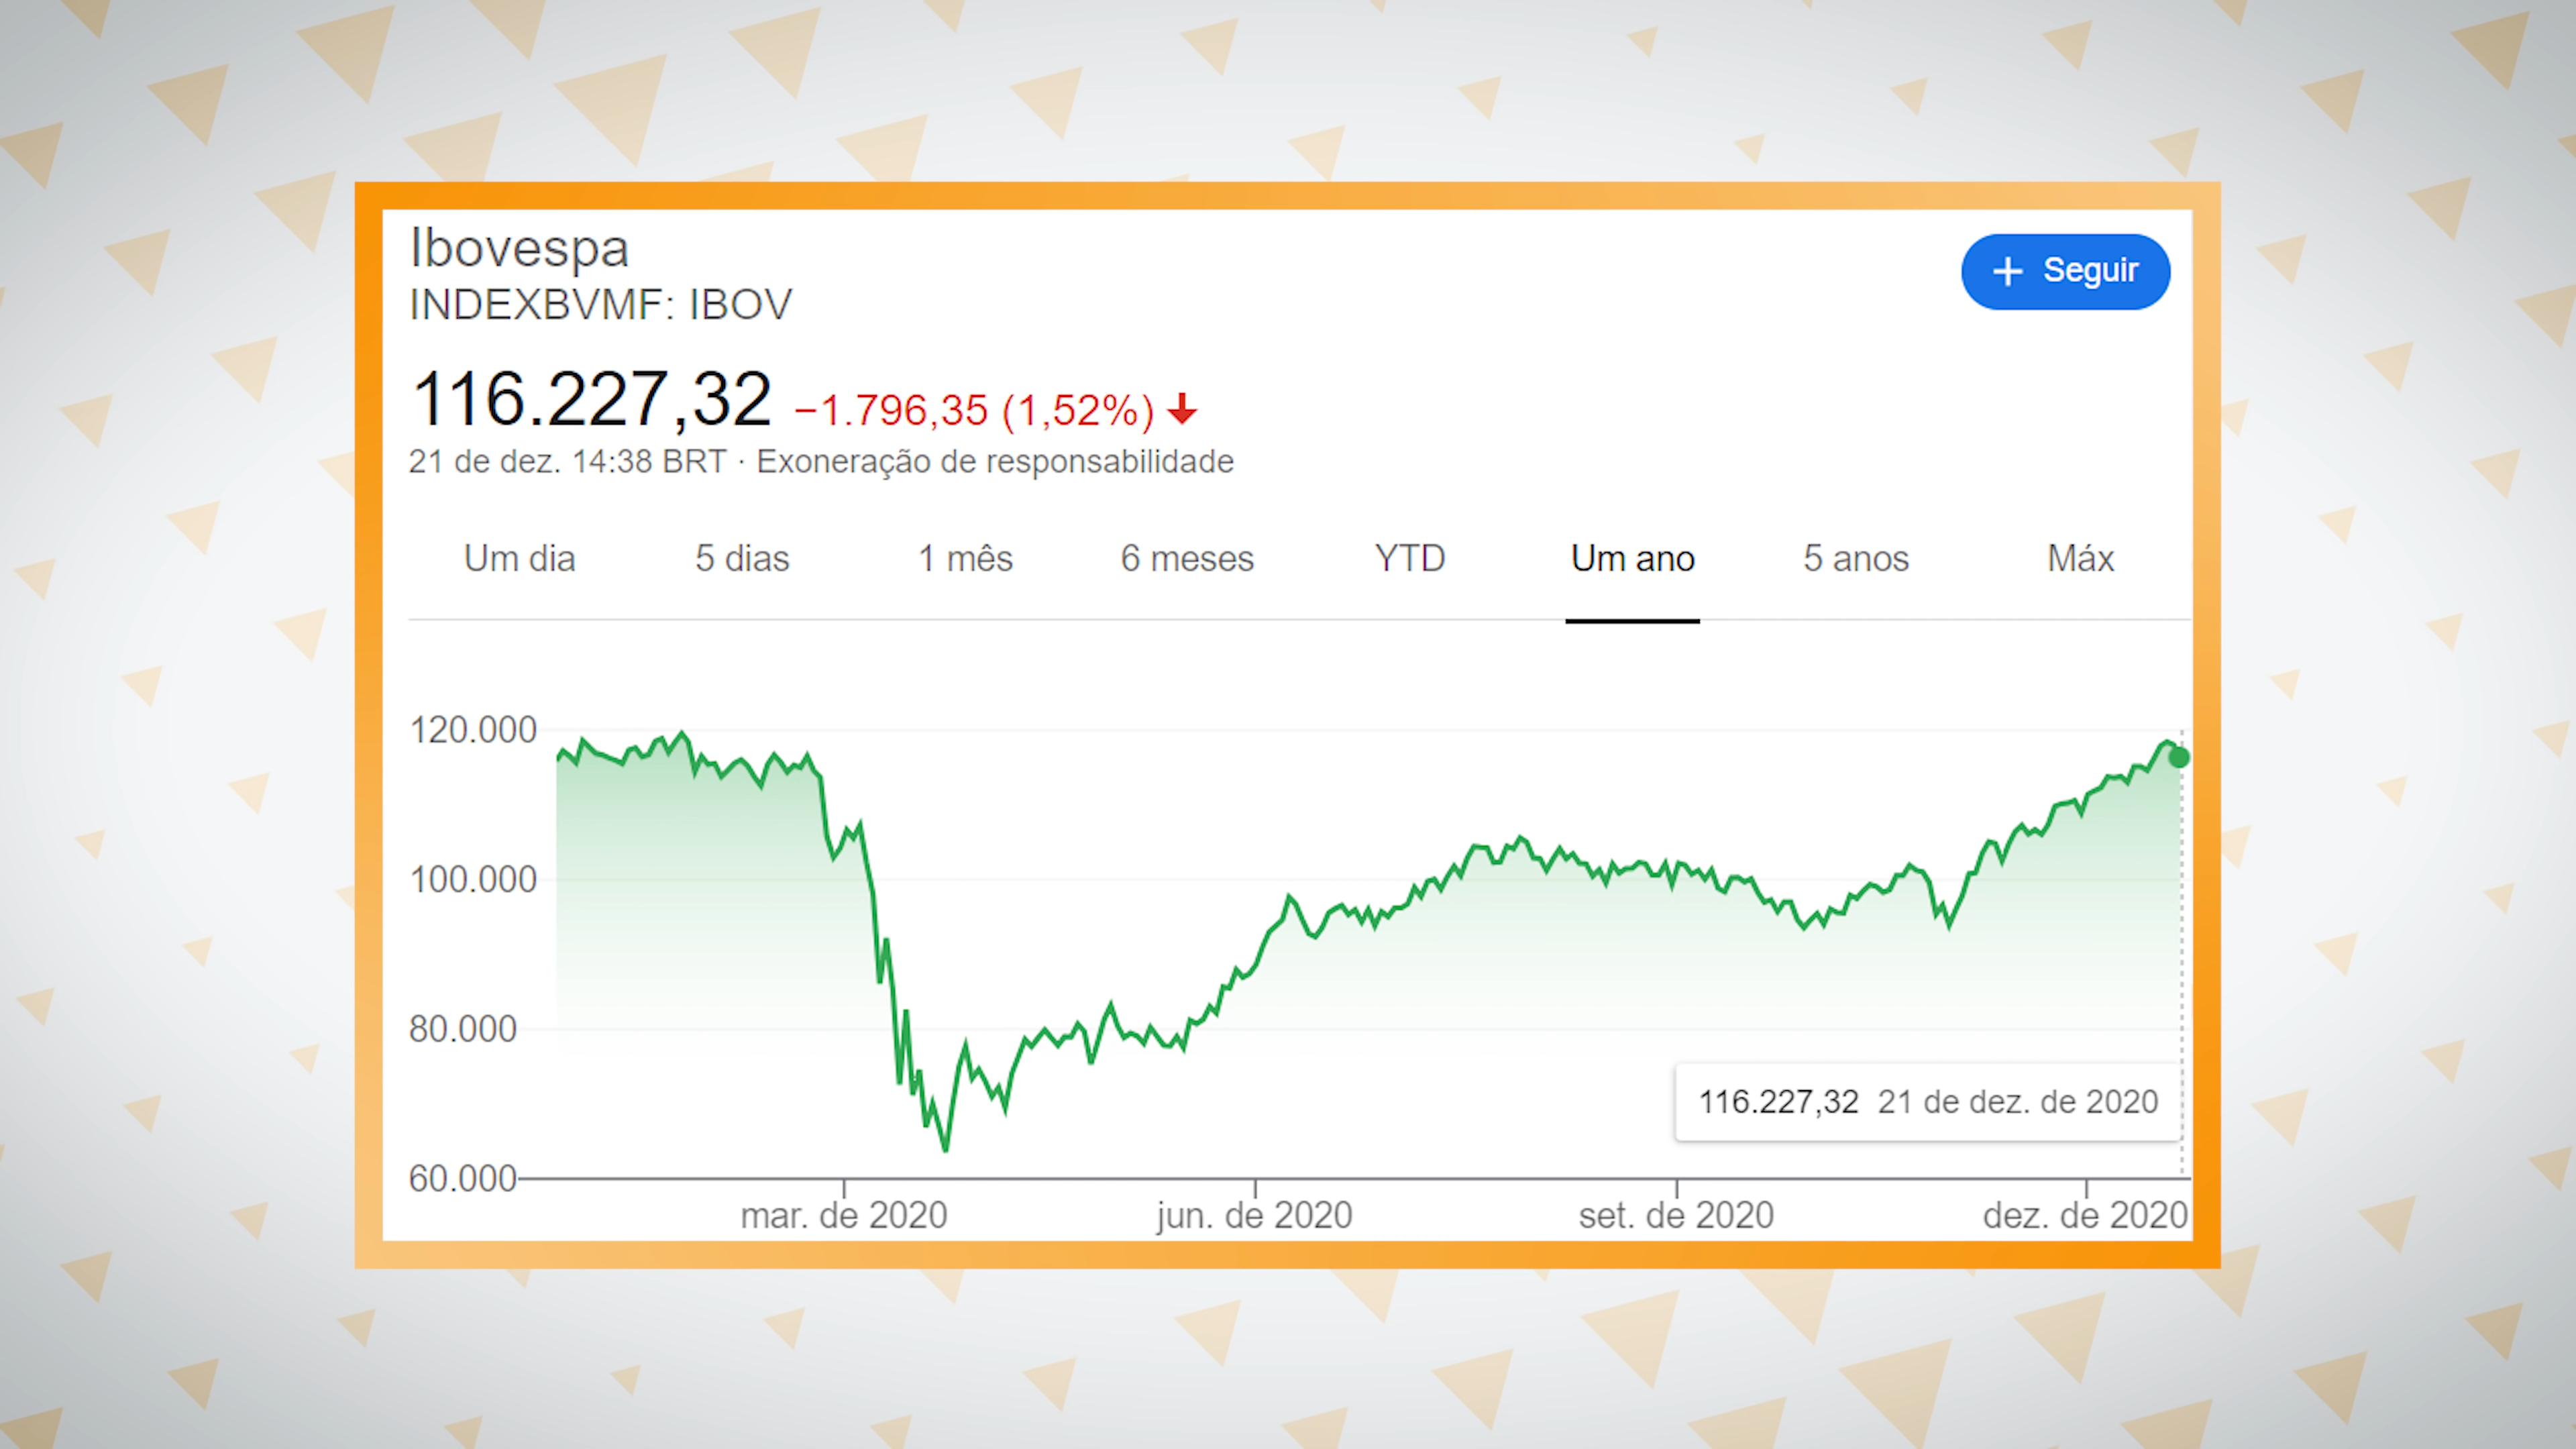 Ibovespa
+ Seguir
INDEXBVMF: IBOV
116.227,32 −1.796,35 (1,52%)
21 de dez. 14:38 BRT · Exoneração de responsabilidade
Um dia 5 dias 1 mês 6 meses YTD Um ano 5 anos Máx
120.000
100.000
80.000
116.227,32 21 de dez. de 2020
60.000
mar. de 2020 jun. de 2020 set. de 2020 dez. de 2020